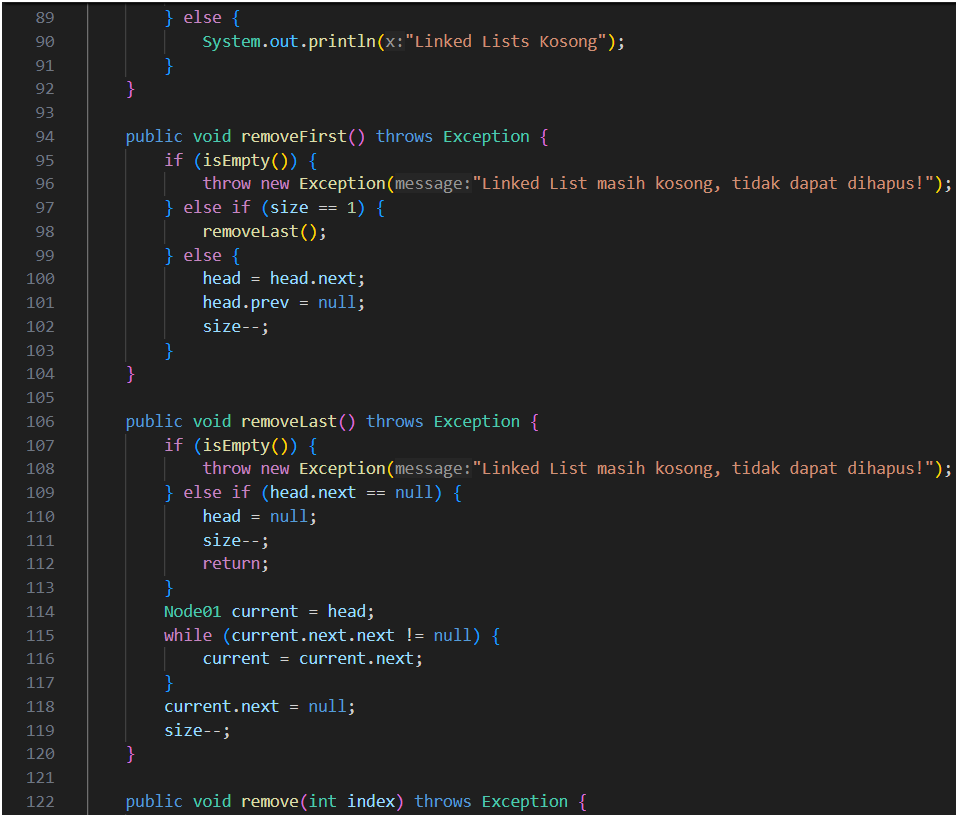 89 } else {
90 System.out.println(x:"Linked Lists Kosong");
91 }
92 }
93
94 public void removeFirst() throws Exception {
95 if (isEmpty()) {
96 throw new Exception(message:"Linked List masih kosong, tidak dapat dihapus!");
97 } else if (size == 1) {
98 removeLast();
99 } else {
100 head = head.next;
101 head.prev = null;
102 size--;
103 }
104 }
105
106 public void removeLast() throws Exception {
107 if (isEmpty()) {
108 throw new Exception(message:"Linked List masih kosong, tidak dapat dihapus!");
109 } else if (head.next == null) {
110 head = null;
111 size--;
112 return;
113 }
114 Node01 current = head;
115 while (current.next.next != null) {
116 current = current.next;
117 }
118 current.next = null;
119 size--;
120 }
121
122 public void remove(int index) throws Exception {